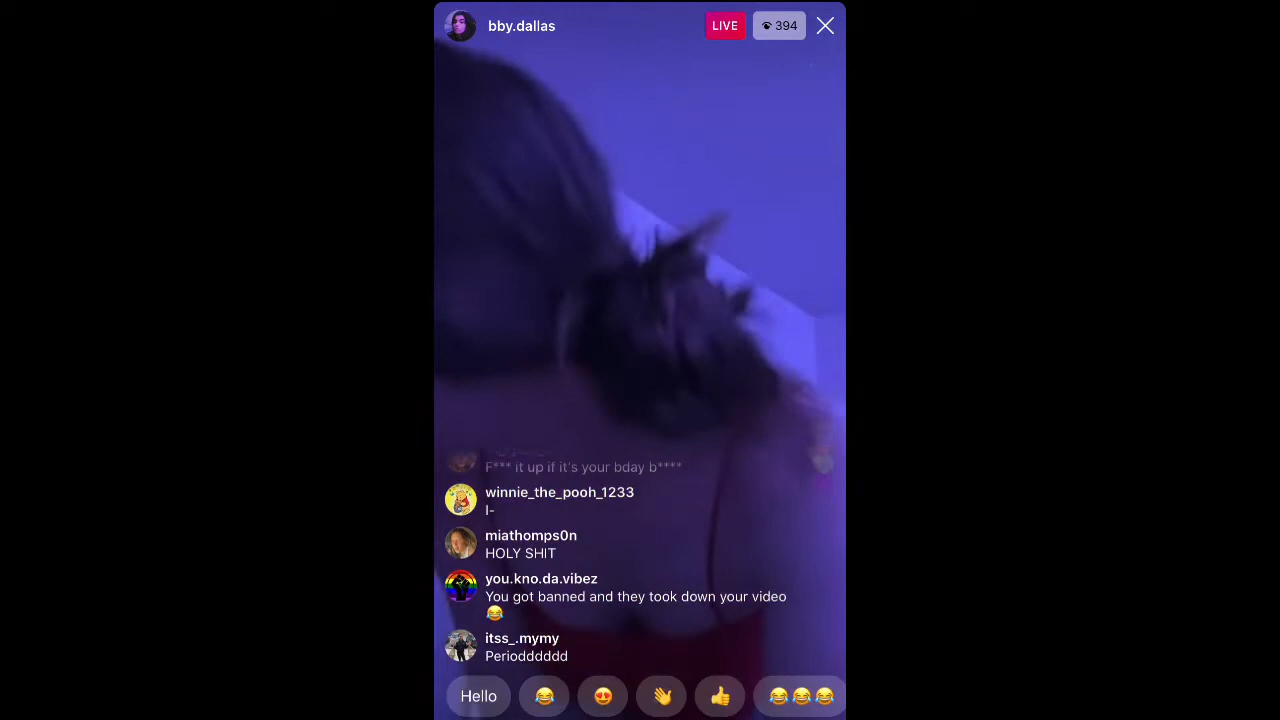 bby.dallas
LIVE
394
F*** it up if it's your bday b****
winnie_the_pooh_1233
I-
miathomps0n
HOLY SHIT
you.kno.da.vibez
You got banned and they took down your video
😂
itss_.mymy
Periodddddd
Hello 😂 😍 👋 👍 😂😂😂